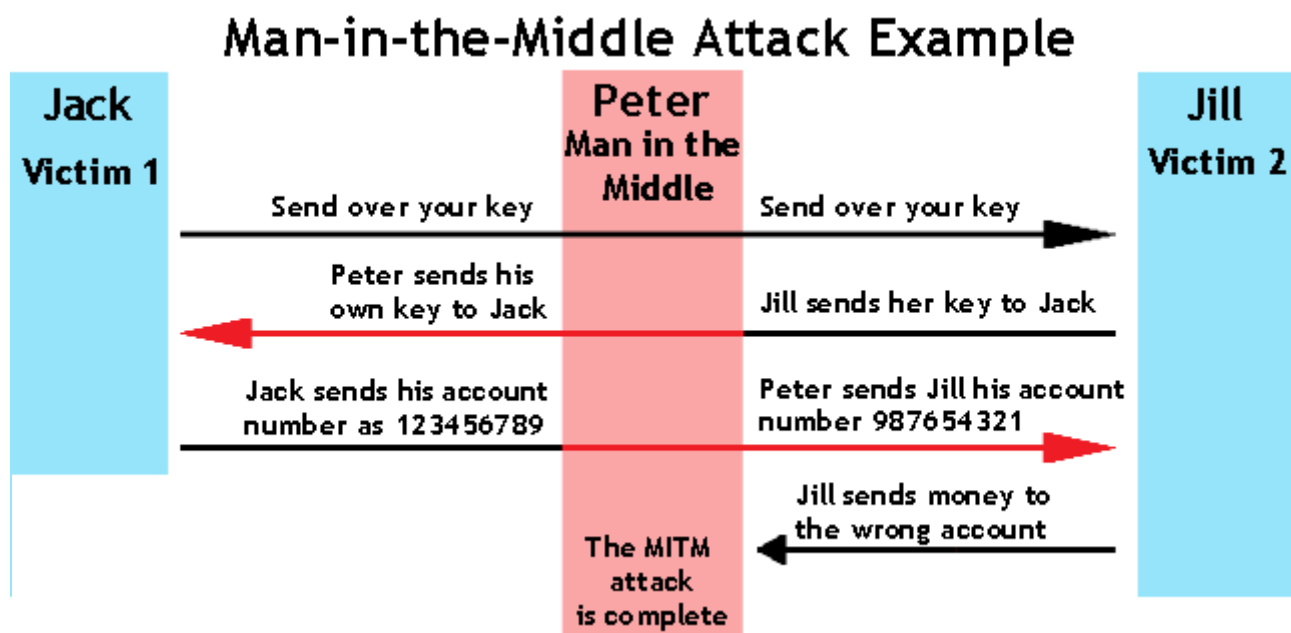 Man-in-the-Middle Attack Example
Jack
Victim 1
Peter
Man in the
Middle
Jill
Victim 2
Send over your key
Send over your key
Peter sends his
own key to Jack
Jill sends her key to Jack
Jack sends his account
number as 123456789
Peter sends Jill his account
number 987654321
Jill sends money to
the wrong account
The MITM
attack
is complete